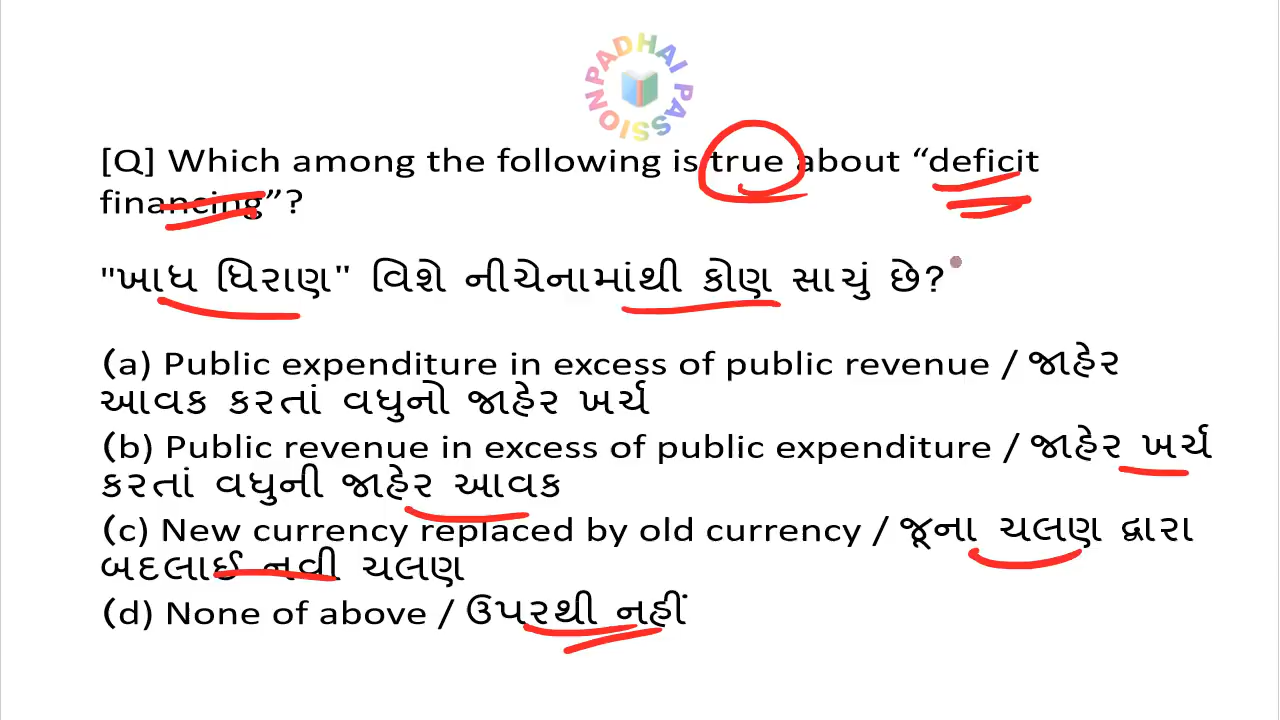 PADHAI PASSION
[Q] Which among the following is true about “deficit
financing”?
"ખાધ ધિરાણ" વિશે નીચેનામાંથી કોણ સાચું છે?
(a) Public expenditure in excess of public revenue / જાહેર
આવક કરતાં વધુનો જાહેર ખર્ચ
(b) Public revenue in excess of public expenditure / જાહેર ખર્ચ
કરતાં વધુની જાહેર આવક
(c) New currency replaced by old currency / જૂના ચલણ દ્વારા
બદલાઈ નવી ચલણ
(d) None of above / ઉપરથી નહીં